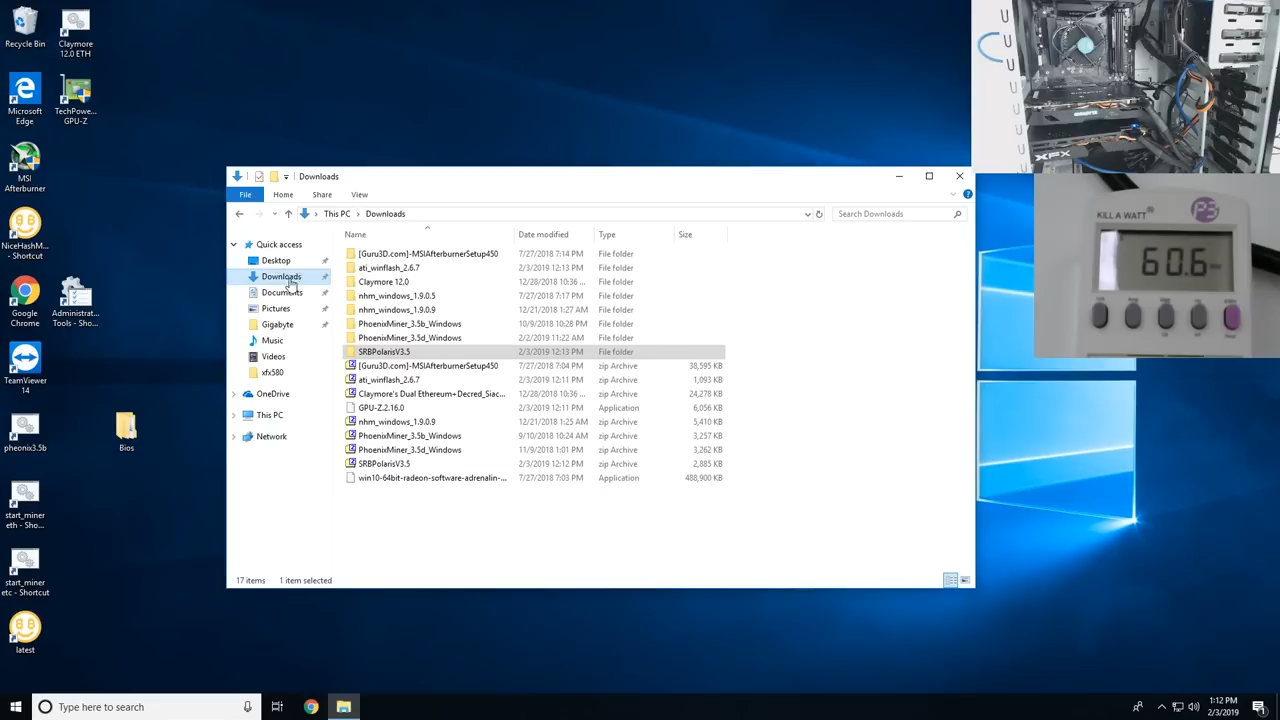 Recycle Bin
Claymore
12.0 ETH
Microsoft
Edge
TechPowe...
GPU-Z
MSI
Afterburner
NiceHashM...
- Shortcut
Google
Chrome
Administrat...
Tools - Sho...
TeamViewer
14
pheonix3.5b
Bios
start_miner
eth - Sho...
start_miner
etc - Shortcut
latest
Downloads
File
Home
Share
View
This PC
Downloads
Search Downloads
Name
Date modified
Type
Size
Quick access
Desktop
Downloads
Documents
Pictures
Gigabyte
Music
Videos
xfx580
OneDrive
This PC
Network
[Guru3D.com]-MSIAfterburnerSetup450 7/27/2018 7:14 PM File folder
ati_winflash_2.6.7 2/3/2019 12:13 PM File folder
Claymore 12.0 12/28/2018 10:36 ... File folder
nhm_windows_1.9.0.5 7/27/2018 7:17 PM File folder
nhm_windows_1.9.0.9 12/21/2018 1:27 AM File folder
PhoenixMiner_3.5b_Windows 10/9/2018 10:28 PM File folder
PhoenixMiner_3.5d_Windows 2/2/2019 11:22 AM File folder
SRBPolarisV3.5 2/3/2019 12:13 PM File folder
[Guru3D.com]-MSIAfterburnerSetup450 7/27/2018 7:04 PM zip Archive 38,595 KB
ati_winflash_2.6.7 2/3/2019 12:11 PM zip Archive 1,093 KB
Claymore's Dual Ethereum+Decred_Siac... 12/28/2018 10:36 ... zip Archive 24,278 KB
GPU-Z.2.16.0 2/3/2019 12:11 PM Application 6,056 KB
nhm_windows_1.9.0.9 12/21/2018 1:25 AM zip Archive 5,410 KB
PhoenixMiner_3.5b_Windows 9/10/2018 10:24 AM zip Archive 3,257 KB
PhoenixMiner_3.5d_Windows 11/9/2018 1:01 PM zip Archive 3,262 KB
SRBPolarisV3.5 2/3/2019 12:12 PM zip Archive 2,885 KB
win10-64bit-radeon-software-adrenalin-... 7/27/2018 7:03 PM Application 488,900 KB
17 items
1 item selected
XFX
KILL A WATT
P3
60.6
Type here to search
1:12 PM
2/3/2019